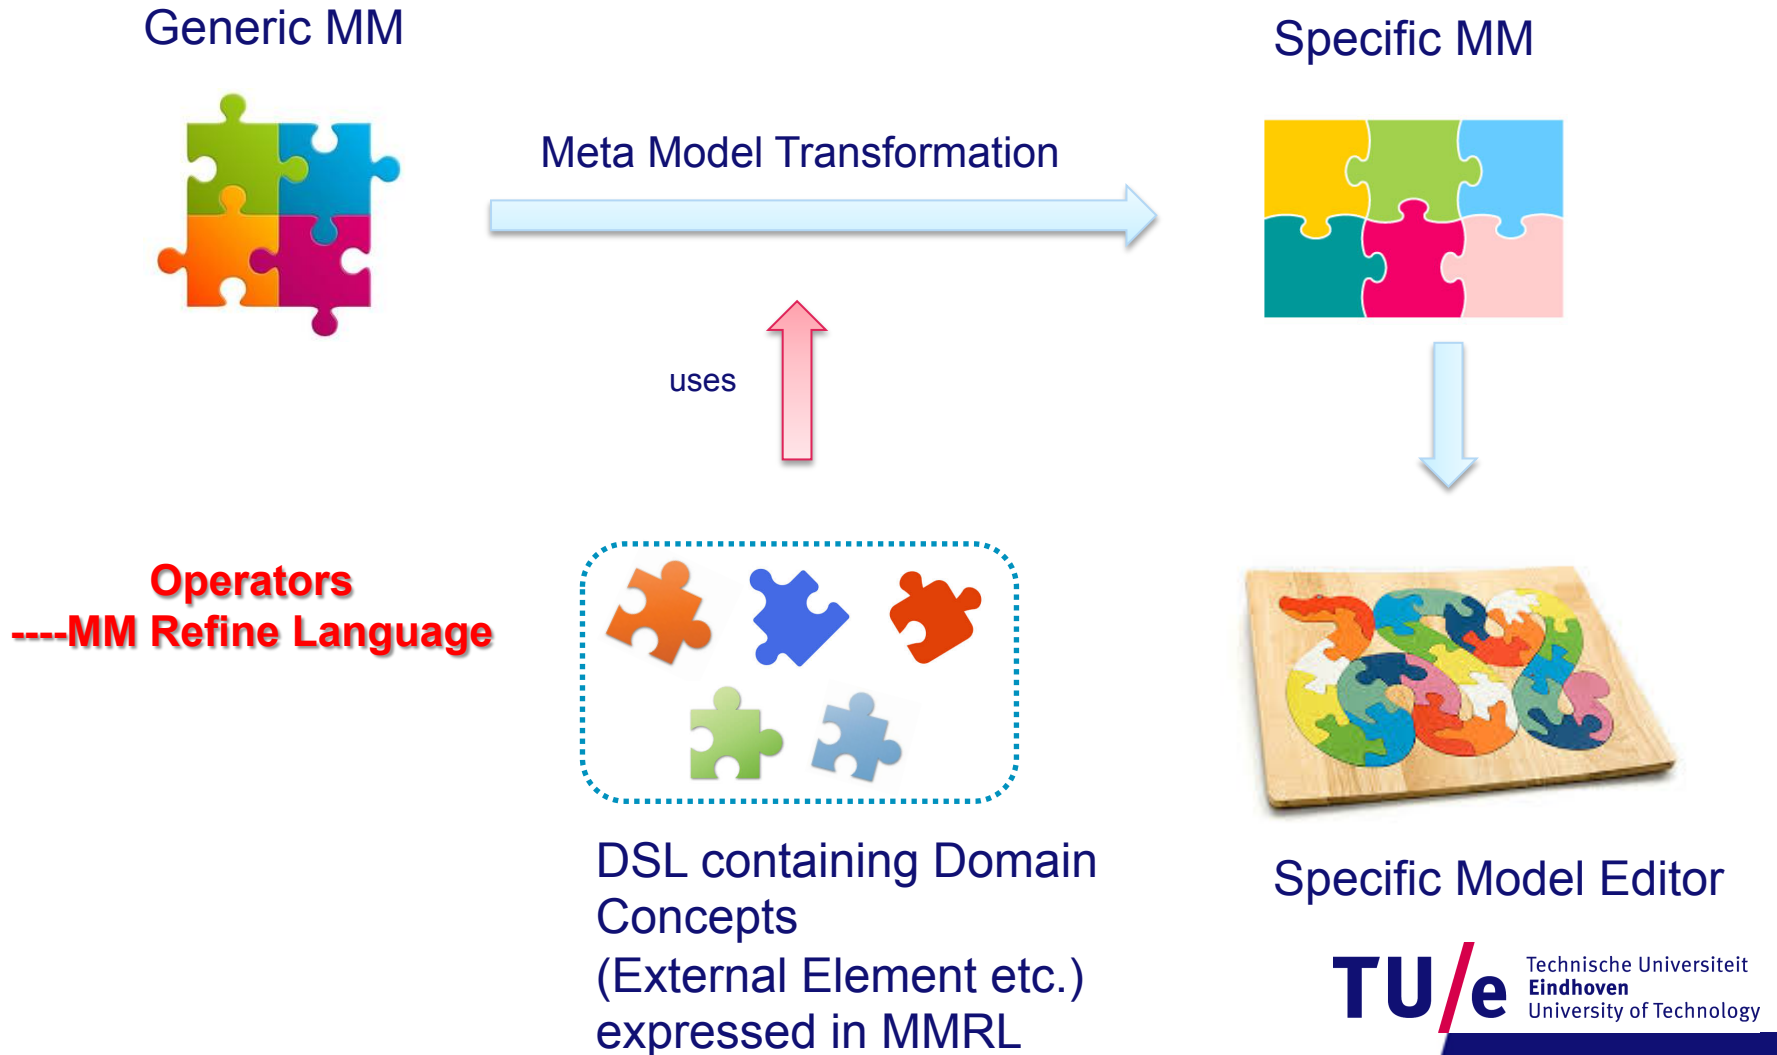 Generic MM
Specific MM
Meta Model Transformation
uses
Operators
----MM Refine Language
DSL containing Domain
Concepts
(External Element etc.)
expressed in MMRL
Specific Model Editor
TU/e
Technische Universiteit
Eindhoven
University of Technology